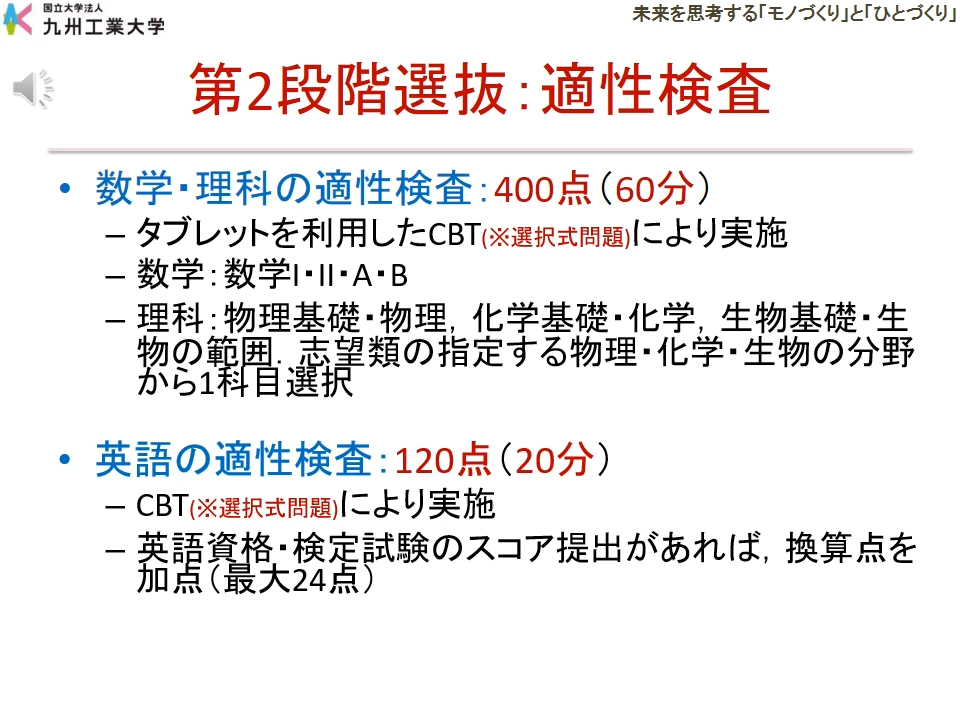 国立大学法人
九州工業大学
未来を思考する「モノづくり」と「ひとづくり」
第2段階選抜：適性検査
• 数学・理科の適性検査：400点（60分）
– タブレットを利用したCBT(※選択式問題)により実施
– 数学：数学I・II・A・B
– 理科：物理基礎・物理，化学基礎・化学，生物基礎・生
物の範囲．志望類の指定する物理・化学・生物の分野
から1科目選択
• 英語の適性検査：120点（20分）
– CBT(※選択式問題)により実施
– 英語資格・検定試験のスコア提出があれば，換算点を
加点（最大24点）